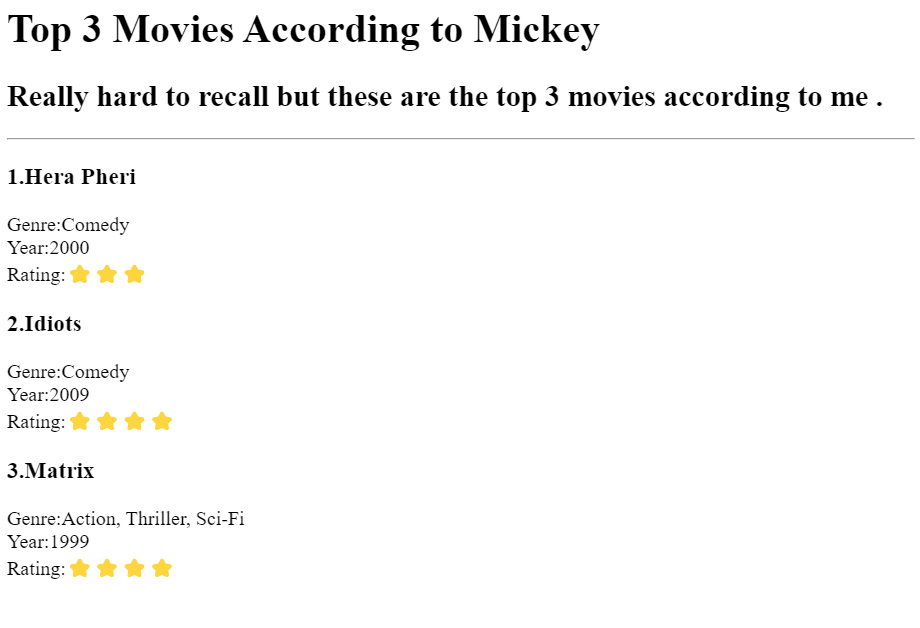 Top 3 Movies According to Mickey
Really hard to recall but these are the top 3 movies according to me .
1.Hera Pheri
Genre:Comedy
Year:2000
Rating: ⭐ ⭐ ⭐
2.Idiots
Genre:Comedy
Year:2009
Rating: ⭐ ⭐ ⭐ ⭐
3.Matrix
Genre:Action, Thriller, Sci-Fi
Year:1999
Rating: ⭐ ⭐ ⭐ ⭐